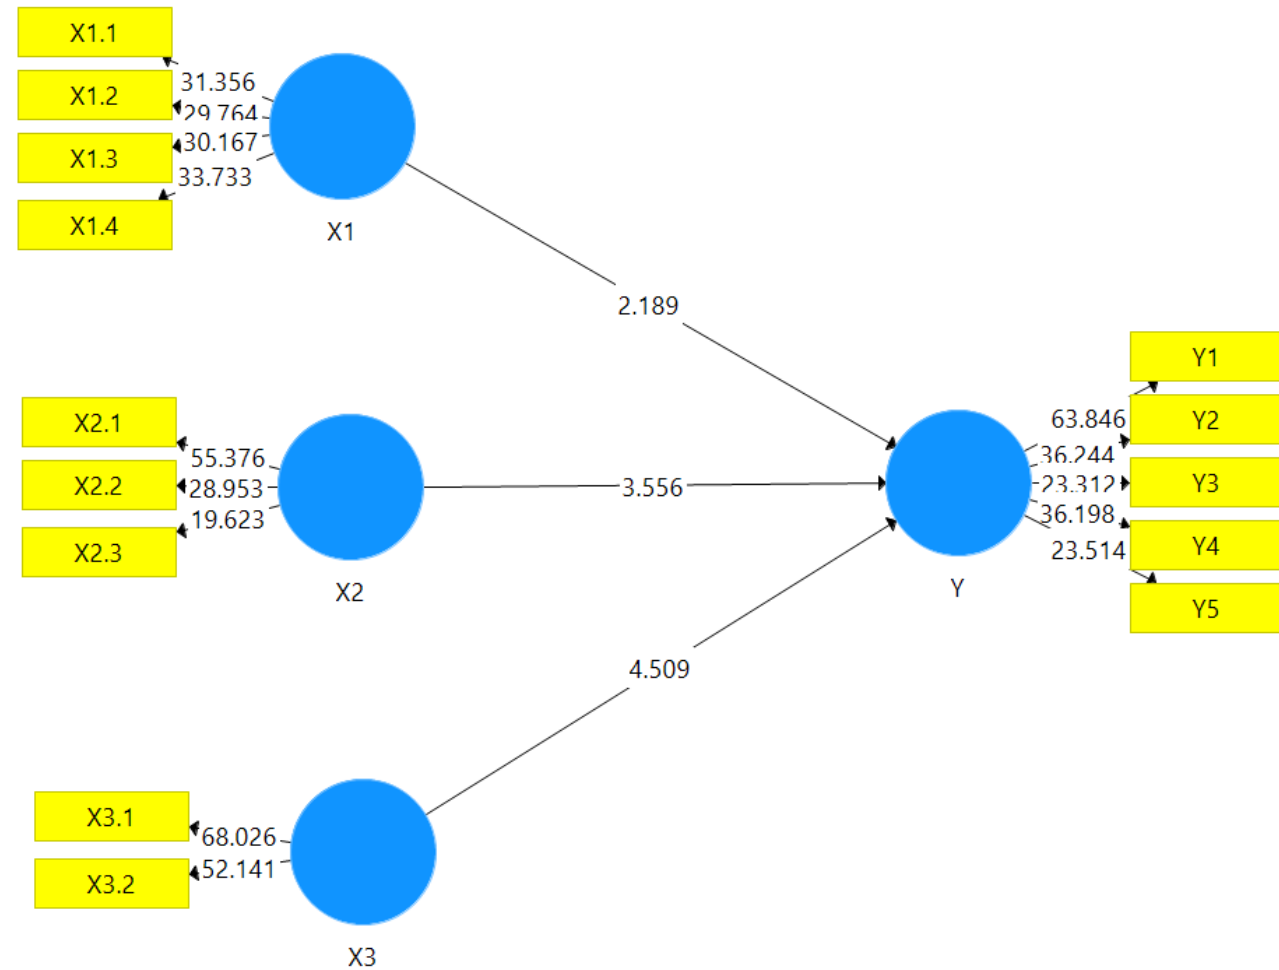 X1.1
31.356
X1.2
29.764
30.167
X1.3
33.733
X1.4
X1
2.189
X2.1
55.376
X2.2
28.953
19.623
X2.3
X2
3.556
Y1
63.846
Y2
36.244
Y3
23.312
36.198
Y4
23.514
Y5
Y
4.509
X3.1
68.026
52.141
X3.2
X3